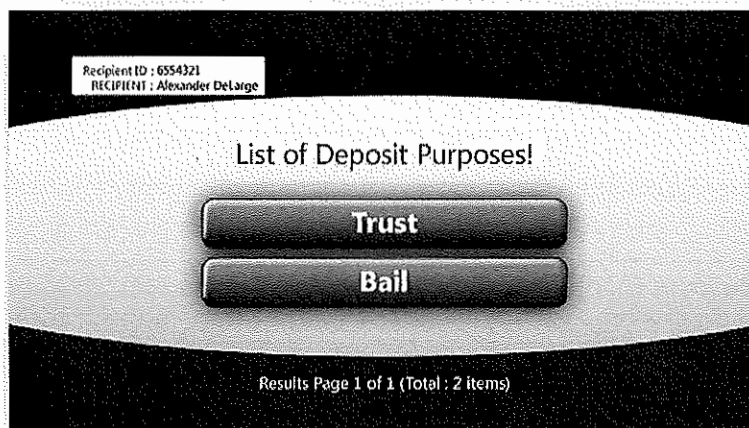 Recipient ID : 6554321
RECIPIENT : Alexander DeLarge
List of Deposit Purposes!
Trust
Bail
Results Page 1 of 1 (Total : 2 items)